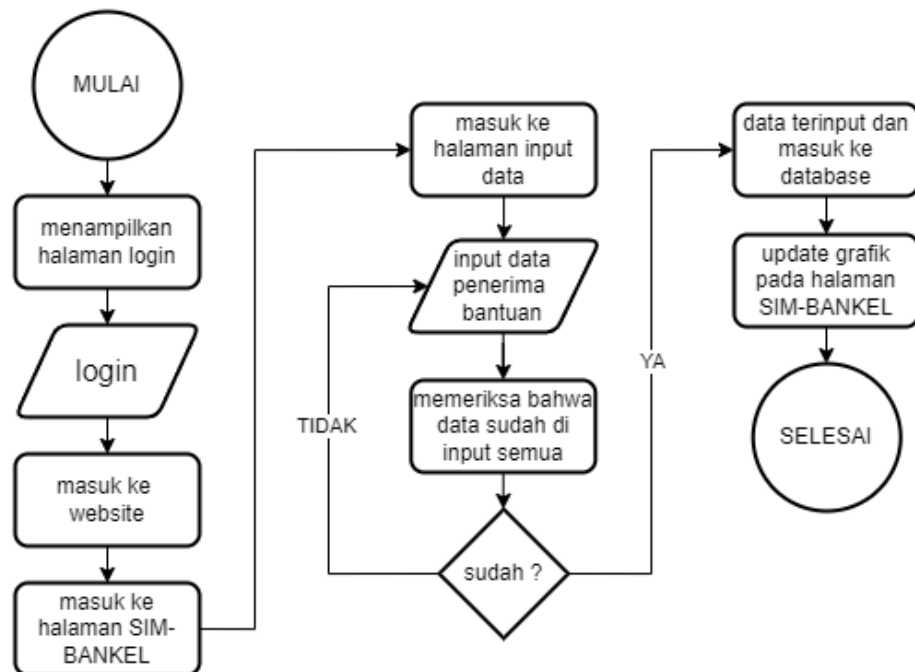 MULAI
menampilkan
halaman login
login
masuk ke
website
masuk ke
halaman SIM-
BANKEL
masuk ke
halaman input
data
input data
penerima
bantuan
memeriksa bahwa
data sudah di
input semua
sudah ?
TIDAK
YA
data terinput dan
masuk ke
database
update grafik
pada halaman
SIM-BANKEL
SELESAI